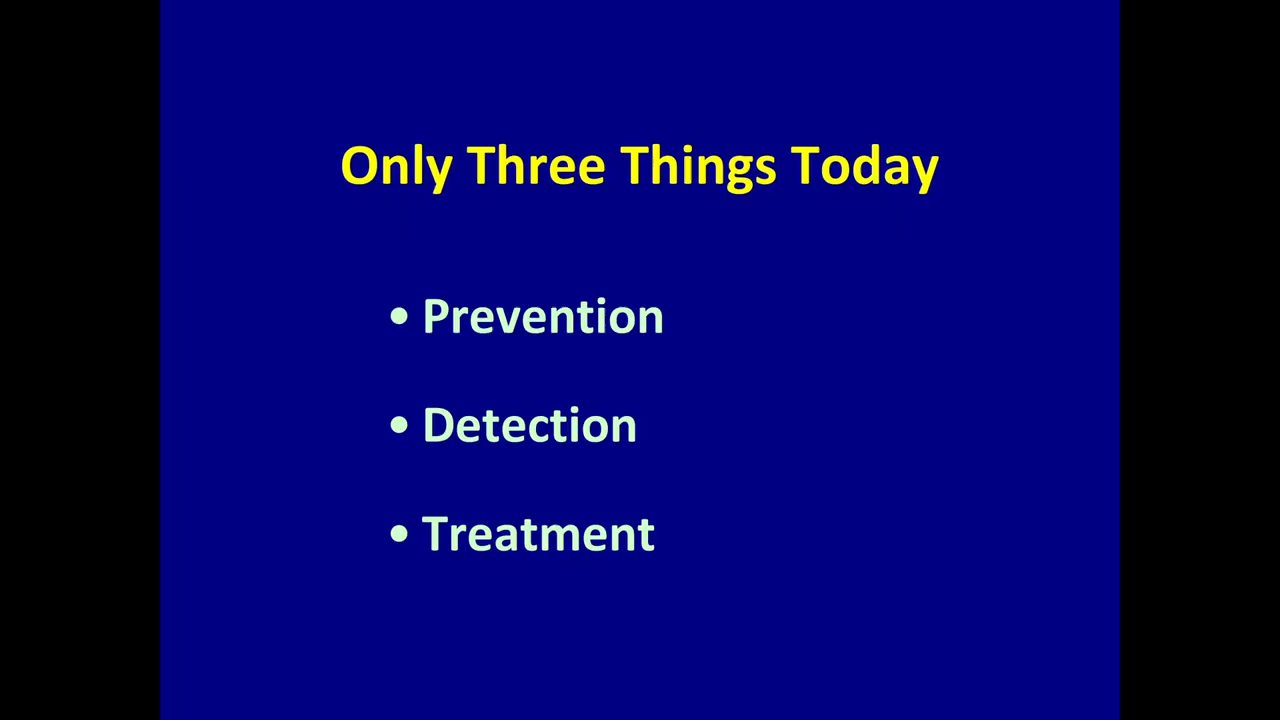 Only Three Things Today
• Prevention
• Detection
• Treatment